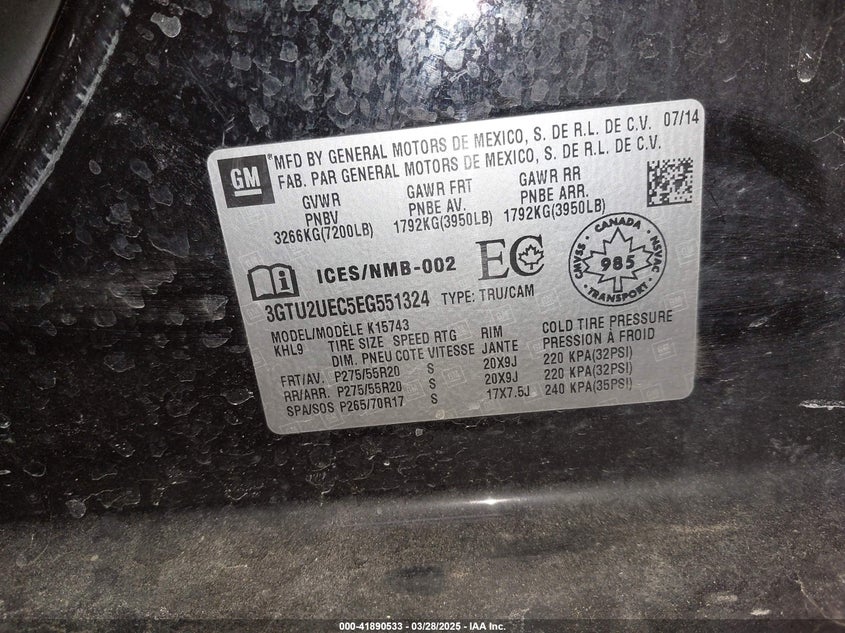 GM
® MFD BY GENERAL MOTORS DE MEXICO, S. DE R.L. DE C.V. 07/14
FAB. PAR GENERAL MOTORS DE MEXICO, S. DE R.L. DE C.V.
GVWR GAWR FRT GAWR RR
PNBV PNBE AV. PNBE ARR.
3266KG(7200LB) 1792KG(3950LB) 1792KG(3950LB)
i ICES/NMB-002 EC
CANADA
CMVSS · 985 · NSVAC
TRANSPORT
3GTU2UEC5EG551324 TYPE: TRU/CAM
MODEL/MODÈLE K15743
KHL9 TIRE SIZE SPEED RTG RIM COLD TIRE PRESSURE
DIM. PNEU COTE VITESSE JANTE PRESSION À FROID
FRT/AV. P275/55R20 S 20X9J 220 KPA(32PSI)
RR/ARR. P275/55R20 S 20X9J 220 KPA(32PSI)
SPA/SOS P265/70R17 S 17X7.5J 240 KPA(35PSI)
000-41890533 - 03/28/2025 - IAA Inc.